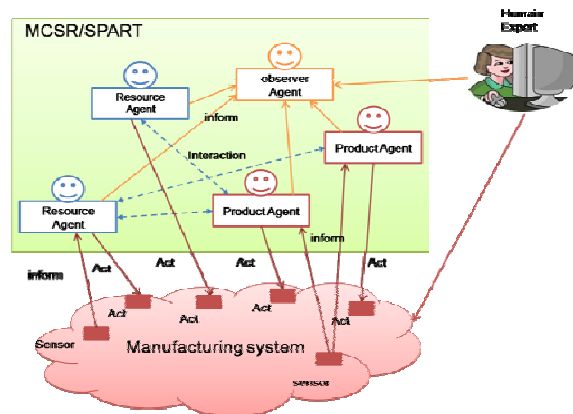 MCSR/SPART
Humain
Expert
observer
Agent
Resource
Agent
inform
Product Agent
Interaction
Resource
Agent
Product Agent
inform
inform
Act
Act
Act
Act
Act
Act
Act
Act
Sensor
Manufacturing system
sensor